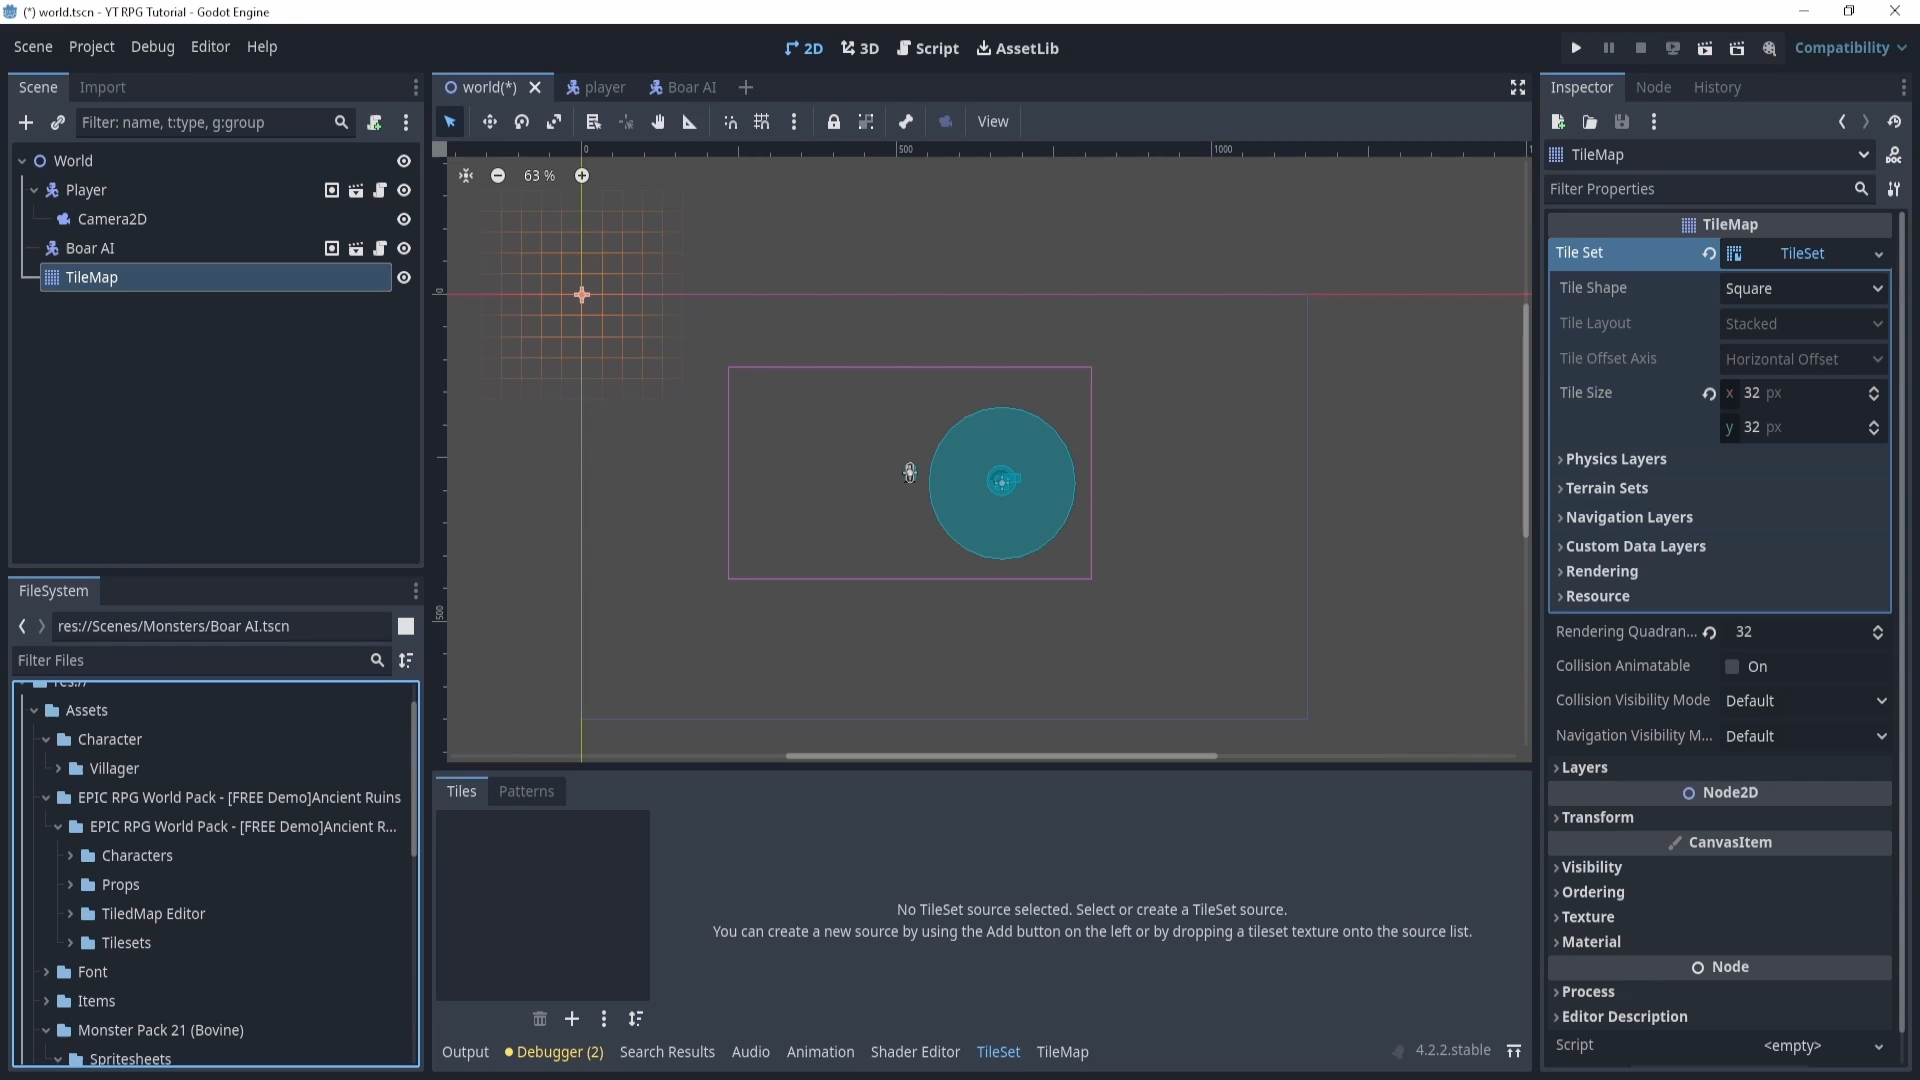 (*) world.tscn - YT RPG Tutorial - Godot Engine
Scene Project Debug Editor Help
2D 3D Script AssetLib
Compatibility
Scene Import
Filter: name, t:type, g:group
World
Player
Camera2D
Boar AI
TileMap
FileSystem
res://Scenes/Monsters/Boar AI.tscn
Filter Files
res://
Assets
Character
Villager
EPIC RPG World Pack - [FREE Demo]Ancient Ruins
EPIC RPG World Pack - [FREE Demo]Ancient R...
Characters
Props
TiledMap Editor
Tilesets
Font
Items
Monster Pack 21 (Bovine)
Spritesheets
world(*) player Boar AI
View
0 500 1000
63 %
0
500
Tiles Patterns
No TileSet source selected. Select or create a TileSet source.
You can create a new source by using the Add button on the left or by dropping a tileset texture onto the source list.
Output Debugger (2) Search Results Audio Animation Shader Editor TileSet TileMap
4.2.2.stable
Inspector Node History
TileMap
Filter Properties
TileMap
Tile Set TileSet
Tile Shape Square
Tile Layout Stacked
Tile Offset Axis Horizontal Offset
Tile Size x 32 px
y 32 px
Physics Layers
Terrain Sets
Navigation Layers
Custom Data Layers
Rendering
Resource
Rendering Quadran... 32
Collision Animatable On
Collision Visibility Mode Default
Navigation Visibility M... Default
Layers
Node2D
Transform
CanvasItem
Visibility
Ordering
Texture
Material
Node
Process
Editor Description
Script <empty>